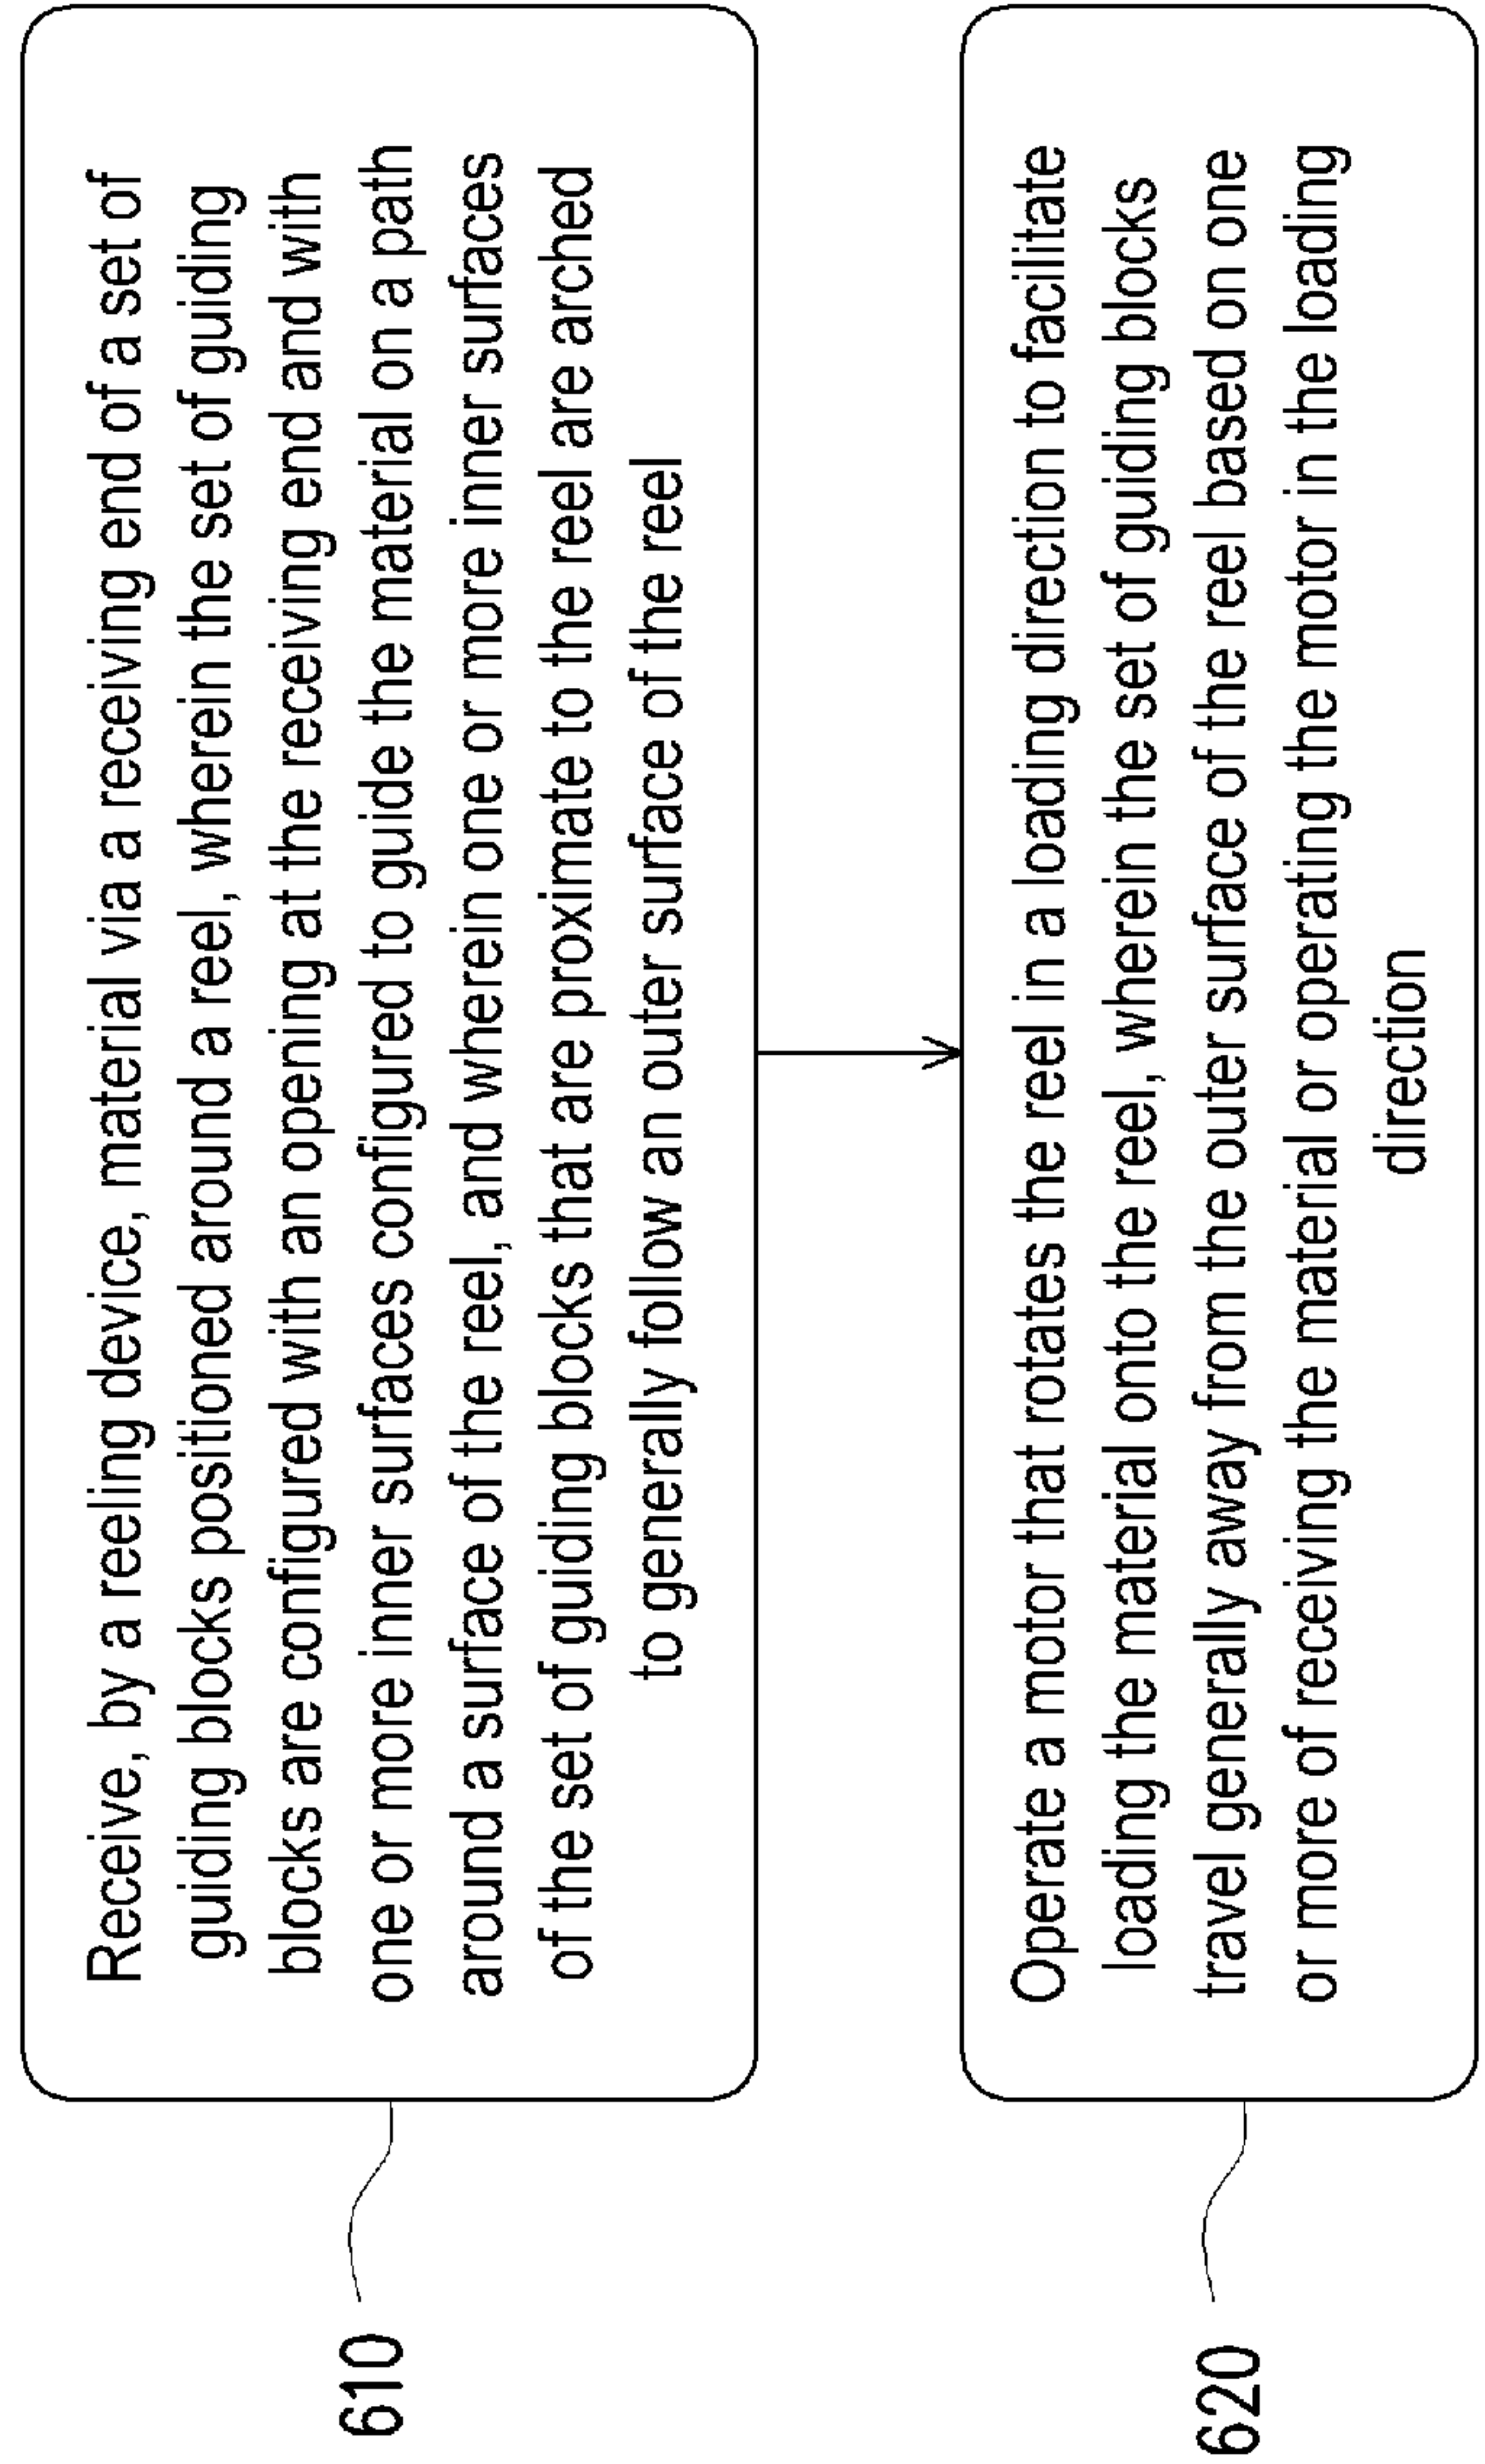 610
Receive, by a reeling device, material via a receiving end of a set of
guiding blocks positioned around a reel, wherein the set of guiding
blocks are configured with an opening at the receiving end and with
one or more inner surfaces configured to guide the material on a path
around a surface of the reel, and wherein one or more inner surfaces
of the set of guiding blocks that are proximate to the reel are arched
to generally follow an outer surface of the reel
620
Operate a motor that rotates the reel in a loading direction to facilitate
loading the material onto the reel, wherein the set of guiding blocks
travel generally away from the outer surface of the reel based on one
or more of receiving the material or operating the motor in the loading
direction